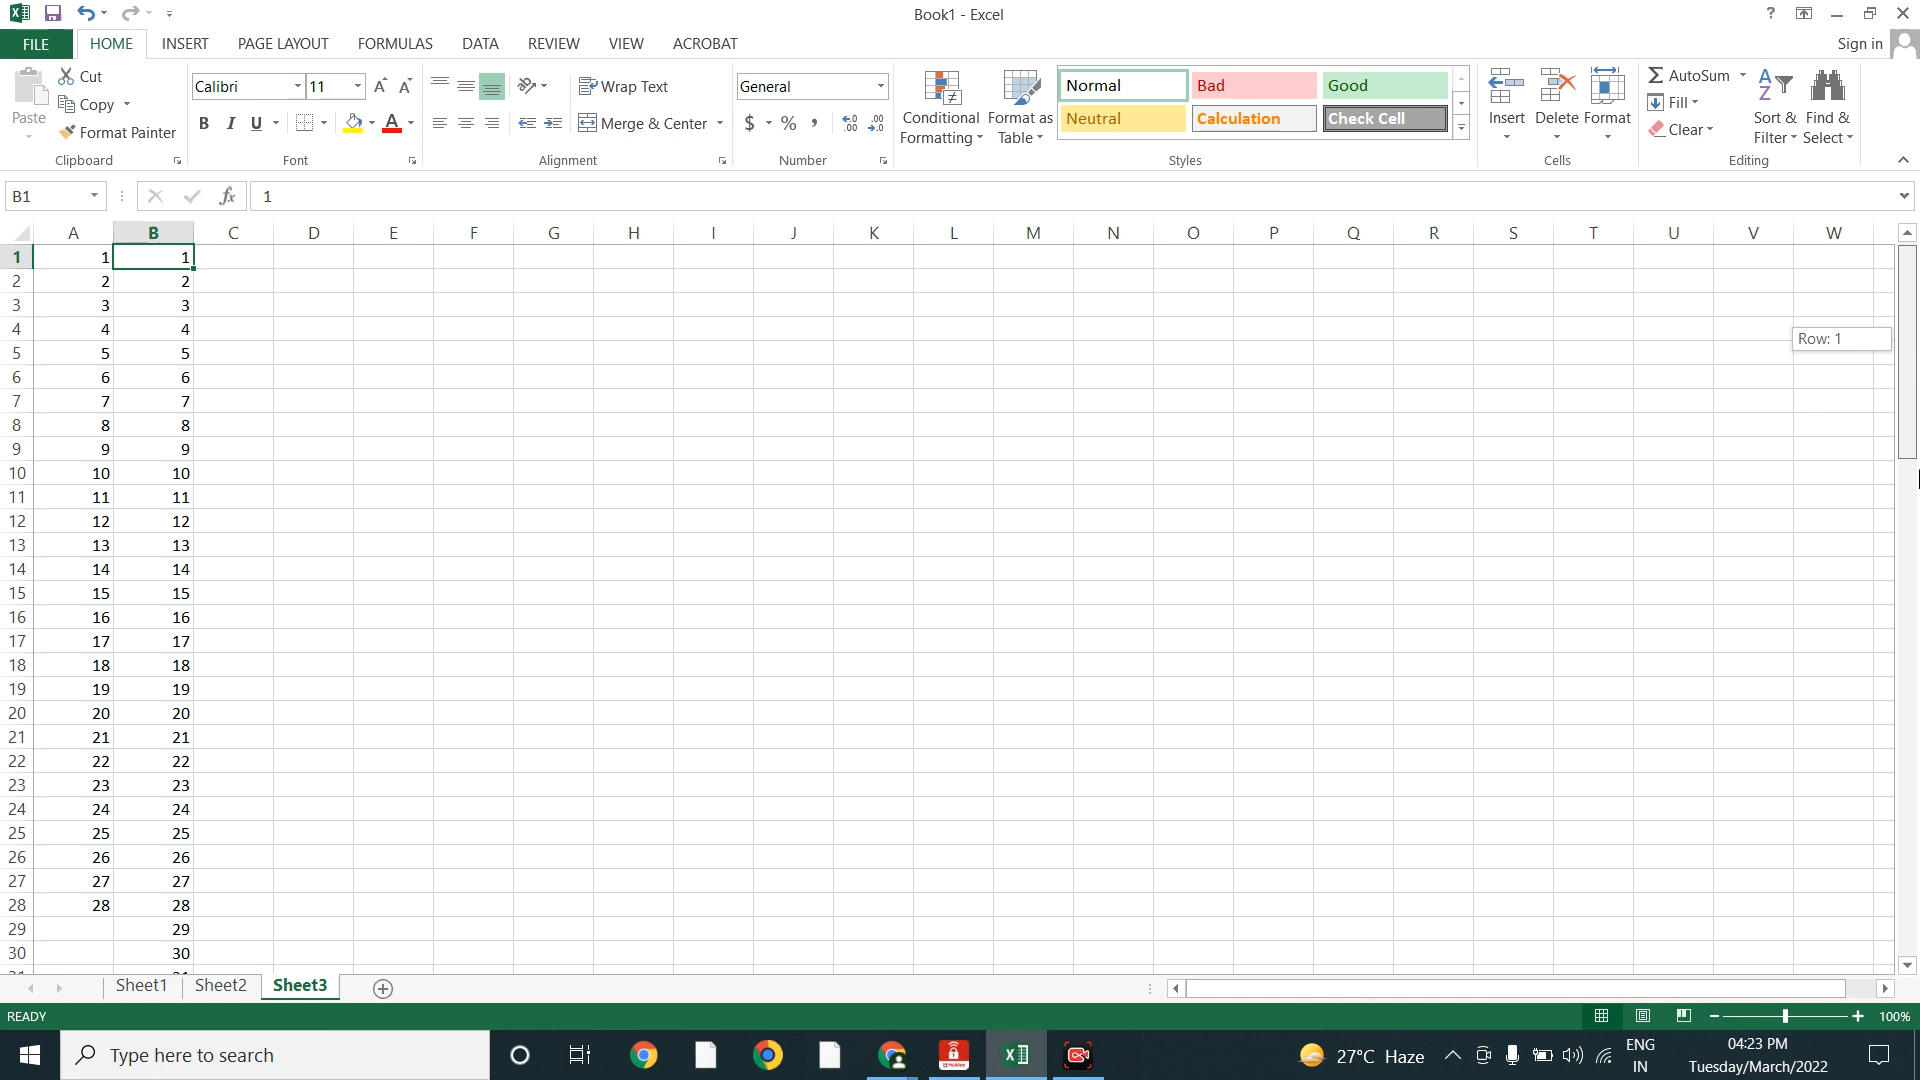 Book1 - Excel
?
FILE HOME INSERT PAGE LAYOUT FORMULAS DATA REVIEW VIEW ACROBAT Sign in
Paste
Cut
Copy
Format Painter
Clipboard
Calibri 11
B I U
Font
Wrap Text
Merge & Center
Alignment
General
$ % ,
Number
Conditional Formatting
Format as Table
Normal Bad Good
Neutral Calculation Check Cell
Styles
Insert Delete Format
Cells
AutoSum
Fill
Clear
Sort & Filter
Find & Select
Editing
B1 fx 1
A B C D E F G H I J K L M N O P Q R S T U V W
1 1 1
2 2 2
3 3 3
4 4 4
Row: 1
5 5 5
6 6 6
7 7 7
8 8 8
9 9 9
10 10 10
11 11 11
12 12 12
13 13 13
14 14 14
15 15 15
16 16 16
17 17 17
18 18 18
19 19 19
20 20 20
21 21 21
22 22 22
23 23 23
24 24 24
25 25 25
26 26 26
27 27 27
28 28 28
29 29
30 30
Sheet1 Sheet2 Sheet3
READY 100%
Type here to search
27°C Haze
ENG
IN
04:23 PM
Tuesday/March/2022